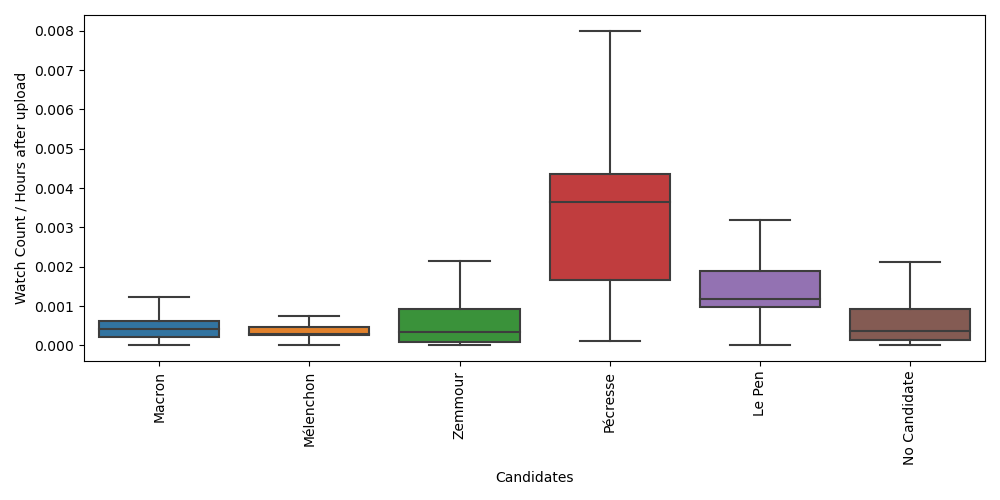 Watch Count / Hours after upload
0.008
0.007
0.006
0.005
0.004
0.003
0.002
0.001
0.000
Macron
Mélenchon
Zemmour
Pécresse
Le Pen
No Candidate
Candidates